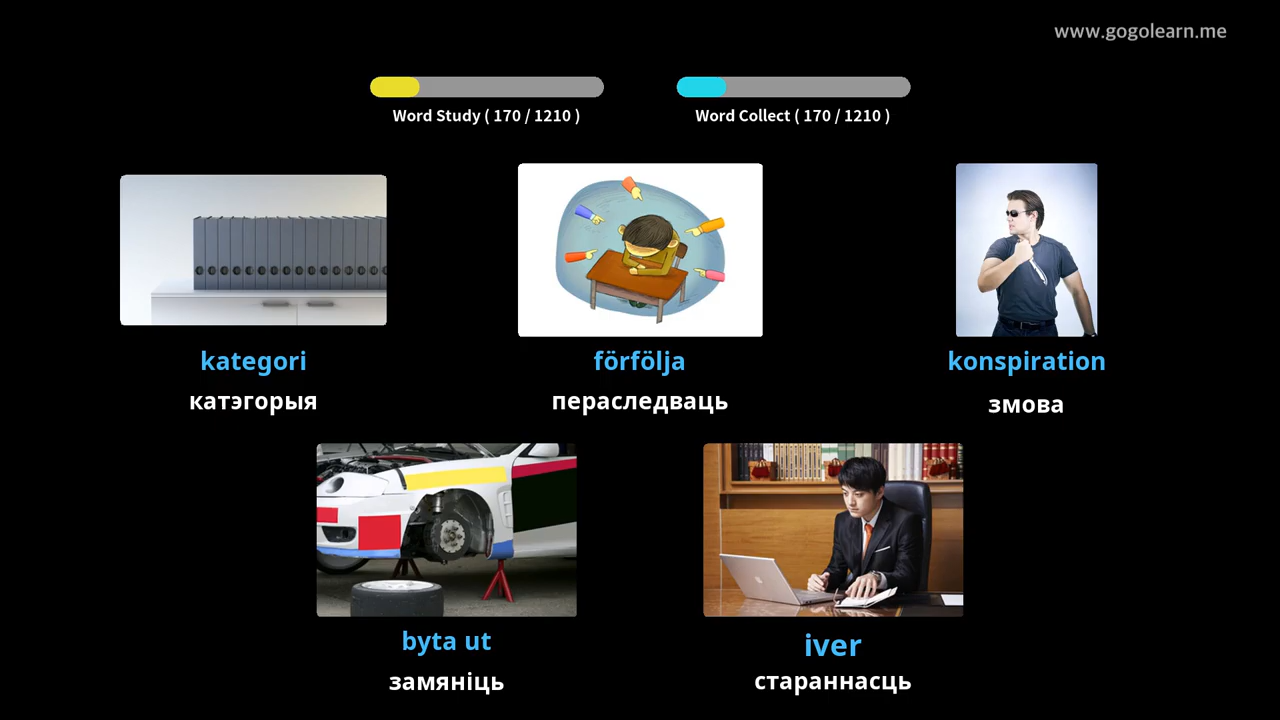 www.gogolearn.me
Word Study ( 170 / 1210 )
Word Collect ( 170 / 1210 )
kategori
катэгорыя
förfölja
пераследваць
konspiration
змова
byta ut
замяніць
iver
стараннасць